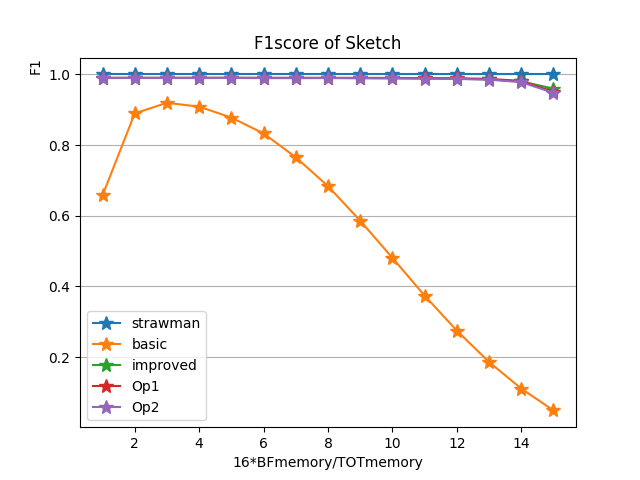 F1score of Sketch
F1
1.0
0.8
0.6
0.4
0.2
strawman
basic
improved
Op1
Op2
2 4 6 8 10 12 14
16*BFmemory/TOTmemory